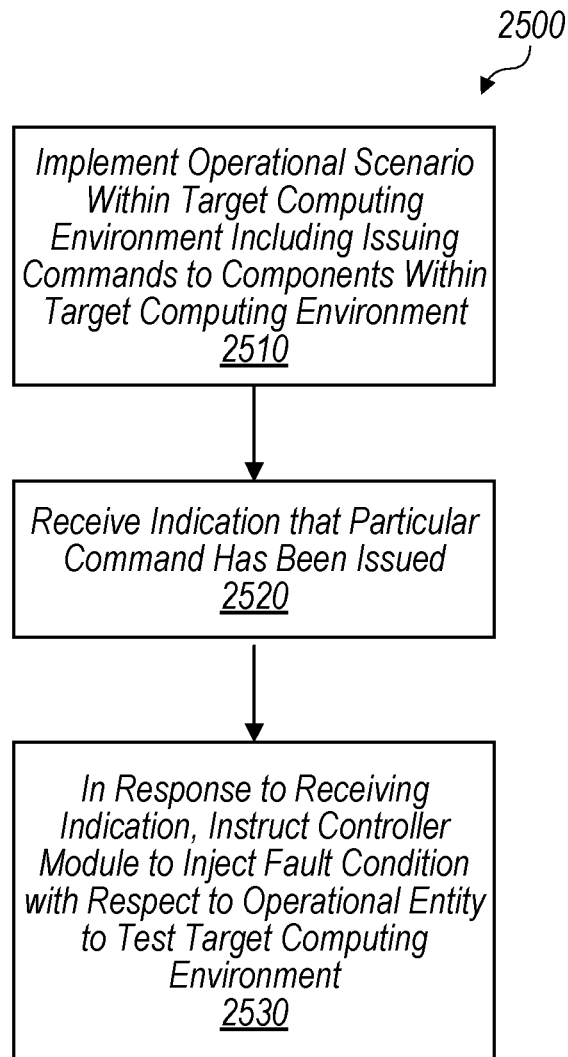 2500
Implement Operational Scenario
Within Target Computing
Environment Including Issuing
Commands to Components Within
Target Computing Environment
2510
Receive Indication that Particular
Command Has Been Issued
2520
In Response to Receiving
Indication, Instruct Controller
Module to Inject Fault Condition
with Respect to Operational Entity
to Test Target Computing
Environment
2530